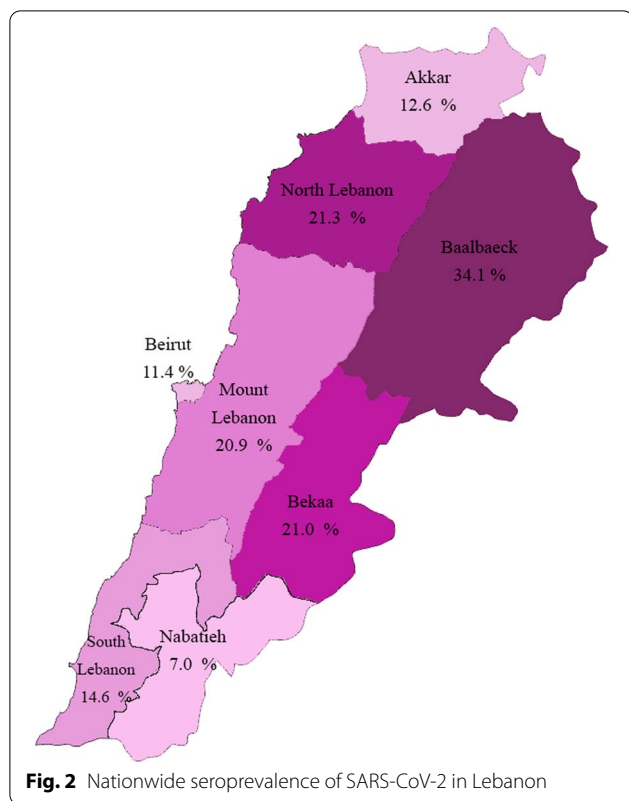 Akkar
12.6 %
North Lebanon
21.3 %
Baalbaeck
34.1 %
Beirut
11.4 %
Mount
Lebanon
20.9 %
Bekaa
21.0 %
South
Lebanon
14.6 %
Nabatieh
7.0 %
Fig. 2 Nationwide seroprevalence of SARS-CoV-2 in Lebanon